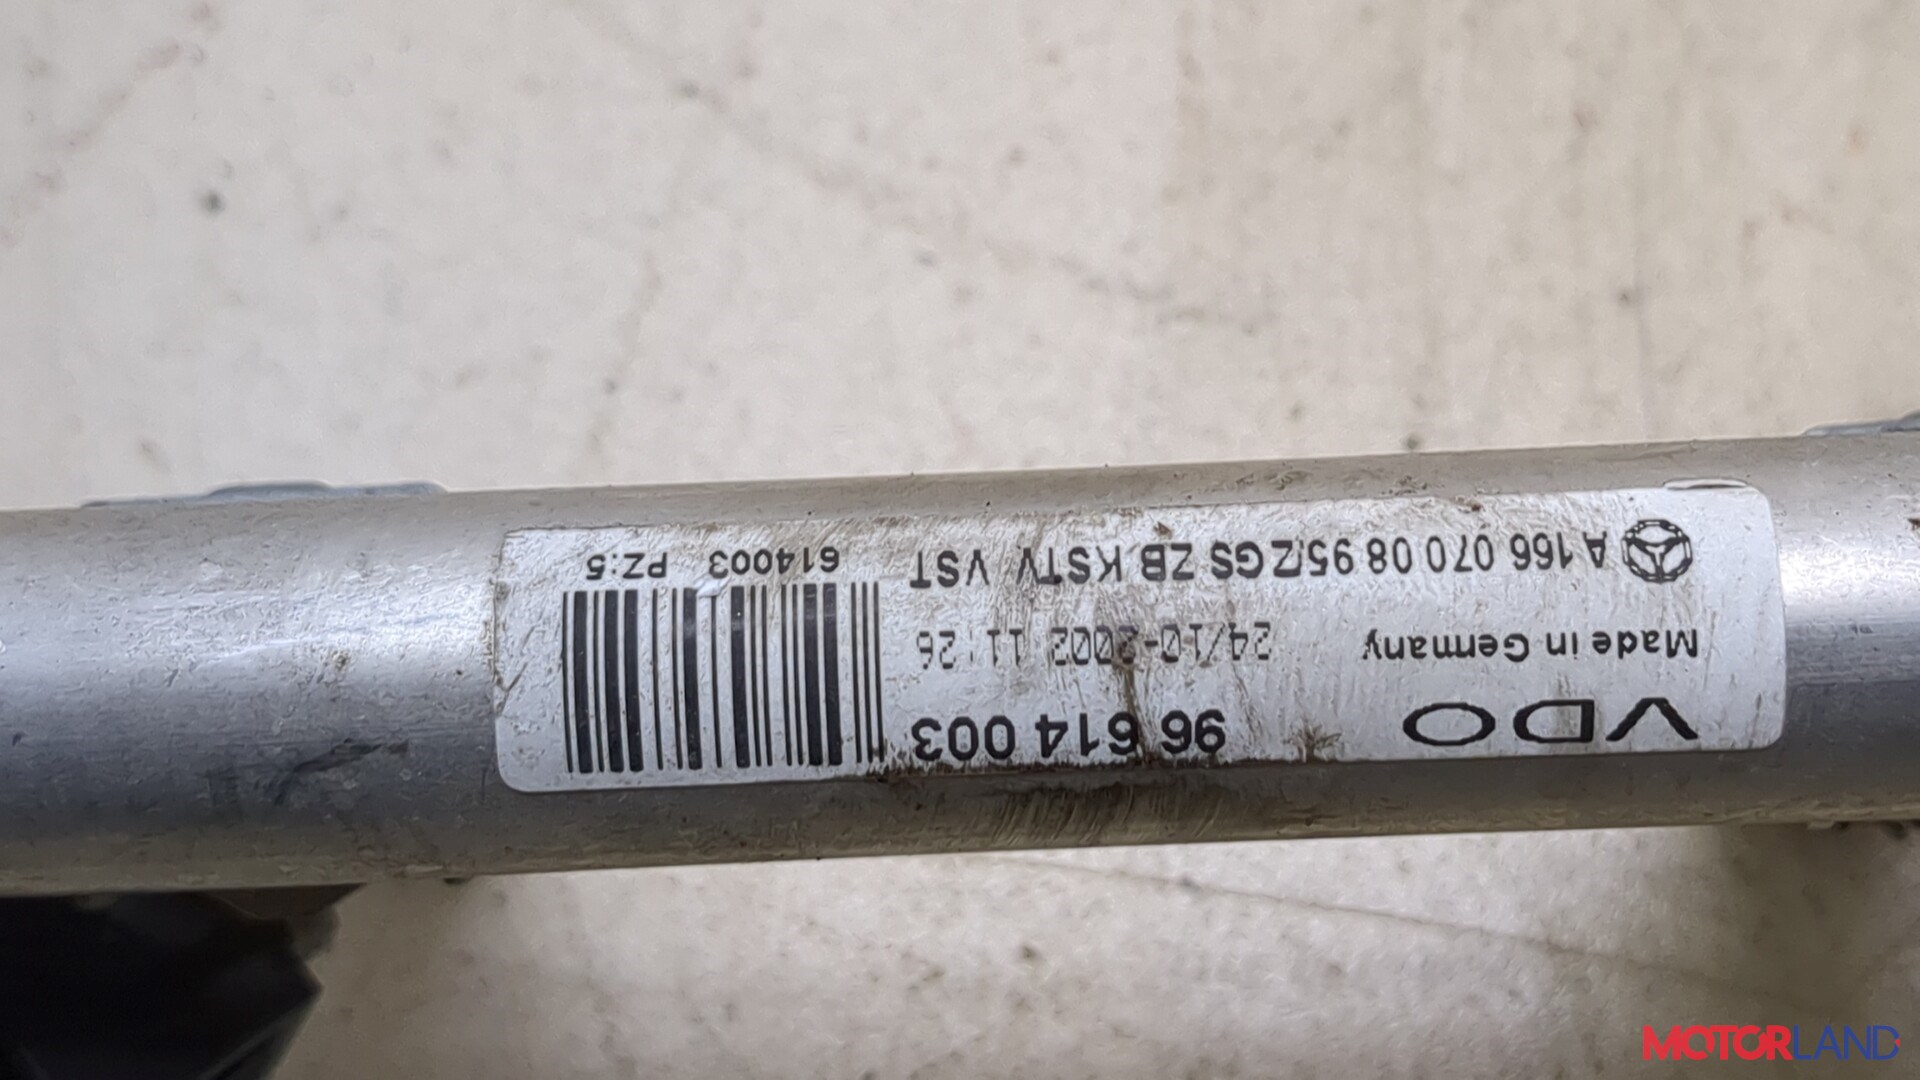 VDO 96 614 003
Made in Germany 24/10-2002 11:26
A 166 070 08 95/ZGS ZB KSTV VST
614003 PZ:5
MOTORLAND